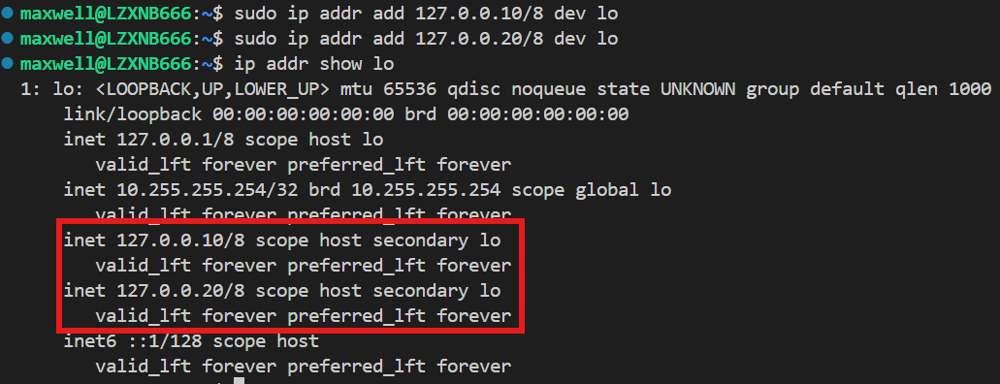 maxwell@LZXNB666:~$ sudo ip addr add 127.0.0.10/8 dev lo
maxwell@LZXNB666:~$ sudo ip addr add 127.0.0.20/8 dev lo
maxwell@LZXNB666:~$ ip addr show lo
1: lo: <LOOPBACK,UP,LOWER_UP> mtu 65536 qdisc noqueue state UNKNOWN group default qlen 1000
link/loopback 00:00:00:00:00:00 brd 00:00:00:00:00:00
inet 127.0.0.1/8 scope host lo
valid_lft forever preferred_lft forever
inet 10.255.255.254/32 brd 10.255.255.254 scope global lo
valid_lft forever preferred_lft forever
inet 127.0.0.10/8 scope host secondary lo
valid_lft forever preferred_lft forever
inet 127.0.0.20/8 scope host secondary lo
valid_lft forever preferred_lft forever
inet6 ::1/128 scope host
valid_lft forever preferred_lft forever